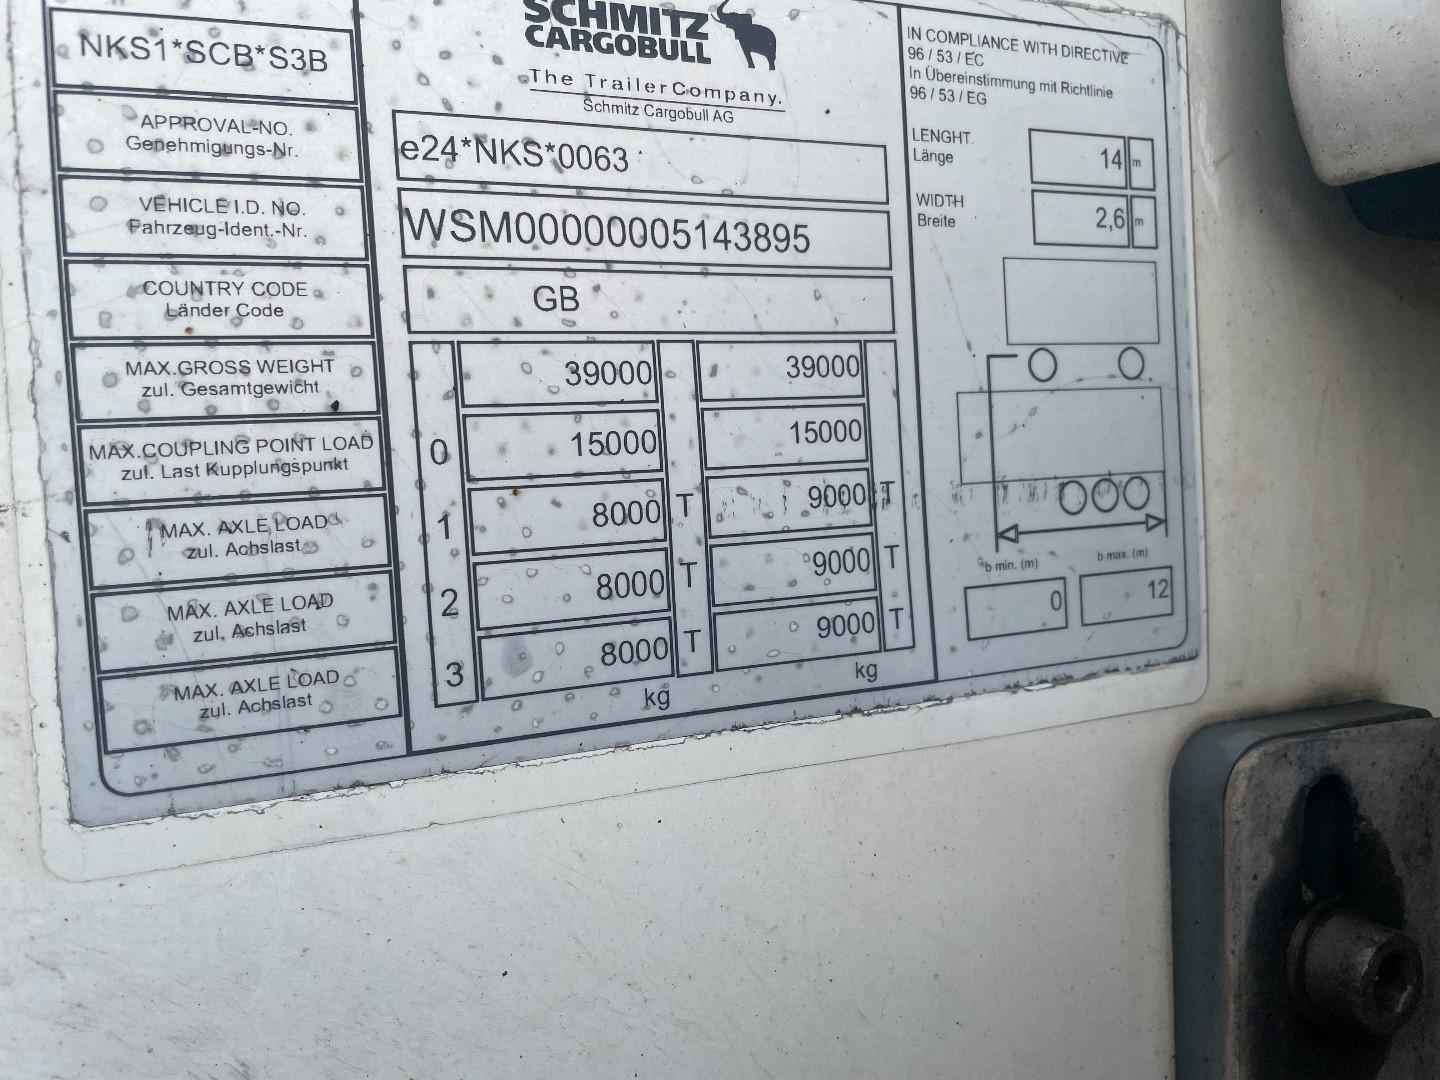 SCHMITZ
CARGOBULL
The TrailerCompany.
Schmitz Cargobull AG
NKS1*SCB*S3B
APPROVAL-NO.
Genehmigungs-Nr.
e24*NKS*0063
VEHICLE I.D. NO.
Fahrzeug-Ident.-Nr.
WSM00000005143895
COUNTRY CODE
Länder Code
GB
MAX.GROSS WEIGHT
zul. Gesamtgewicht
39000 39000
MAX.COUPLING POINT LOAD
zul. Last Kupplungspunkt
0 15000 15000
MAX. AXLE LOAD
zul. Achslast
1 8000 T 9000 T
MAX. AXLE LOAD
zul. Achslast
2 8000 T 9000 T
MAX. AXLE LOAD
zul. Achslast
3 8000 T 9000 T
kg kg
IN COMPLIANCE WITH DIRECTIVE
96 / 53 / EC
In Übereinstimmung mit Richtlinie
96 / 53 / EG
LENGHT
Länge
14 m
WIDTH
Breite
2,6 m
b min. (m) b max. (m)
0 12